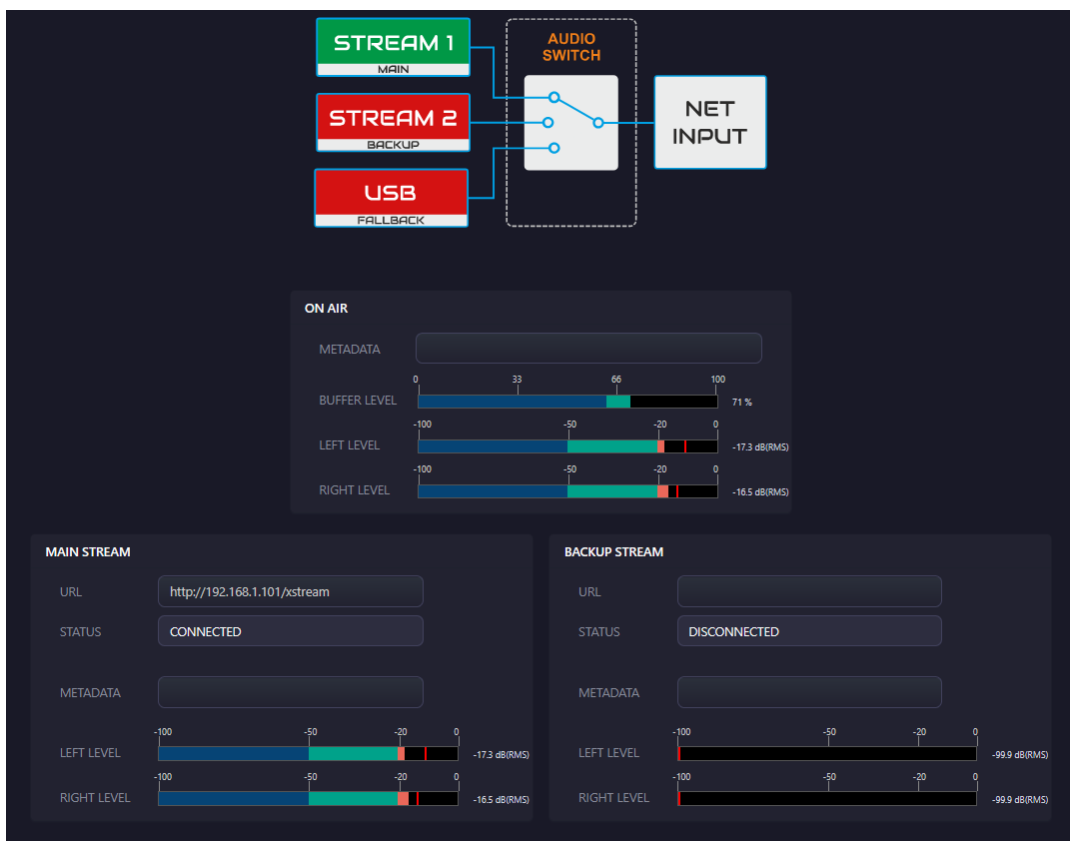 STREAM 1
MAIN
AUDIO
SWITCH
STREAM 2
BACKUP
NET
INPUT
USB
FALLBACK
ON AIR
METADATA
0 33 66 100
BUFFER LEVEL 71 %
-100 -50 -20 0
LEFT LEVEL -17.3 dB(RMS)
-100 -50 -20 0
RIGHT LEVEL -16.5 dB(RMS)
MAIN STREAM
URL http://192.168.1.101/xstream
STATUS CONNECTED
METADATA
-100 -50 -20 0
LEFT LEVEL -17.3 dB(RMS)
-100 -50 -20 0
RIGHT LEVEL -16.5 dB(RMS)
BACKUP STREAM
URL
STATUS DISCONNECTED
METADATA
-100 -50 -20 0
LEFT LEVEL -99.9 dB(RMS)
-100 -50 -20 0
RIGHT LEVEL -99.9 dB(RMS)